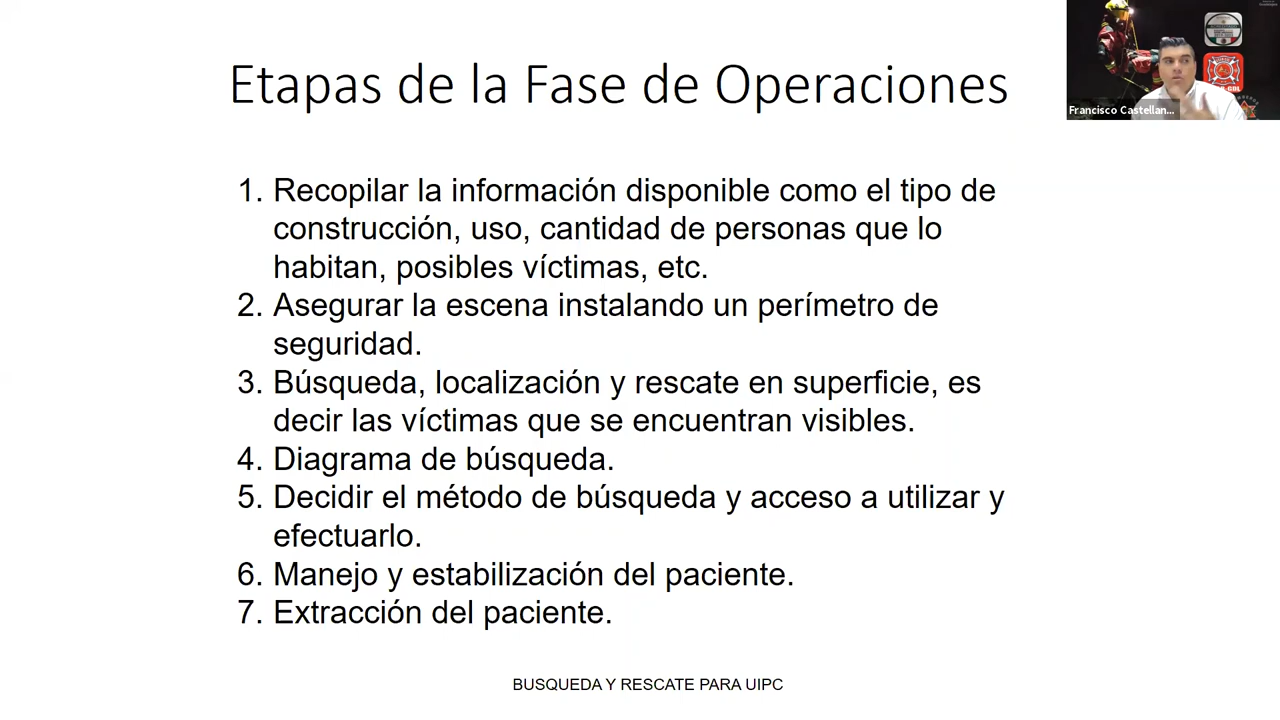 Etapas de la Fase de Operaciones
Francisco Castellan...
1. Recopilar la información disponible como el tipo de
construcción, uso, cantidad de personas que lo
habitan, posibles víctimas, etc.
2. Asegurar la escena instalando un perímetro de
seguridad.
3. Búsqueda, localización y rescate en superficie, es
decir las víctimas que se encuentran visibles.
4. Diagrama de búsqueda.
5. Decidir el método de búsqueda y acceso a utilizar y
efectuarlo.
6. Manejo y estabilización del paciente.
7. Extracción del paciente.
BUSQUEDA Y RESCATE PARA UIPC